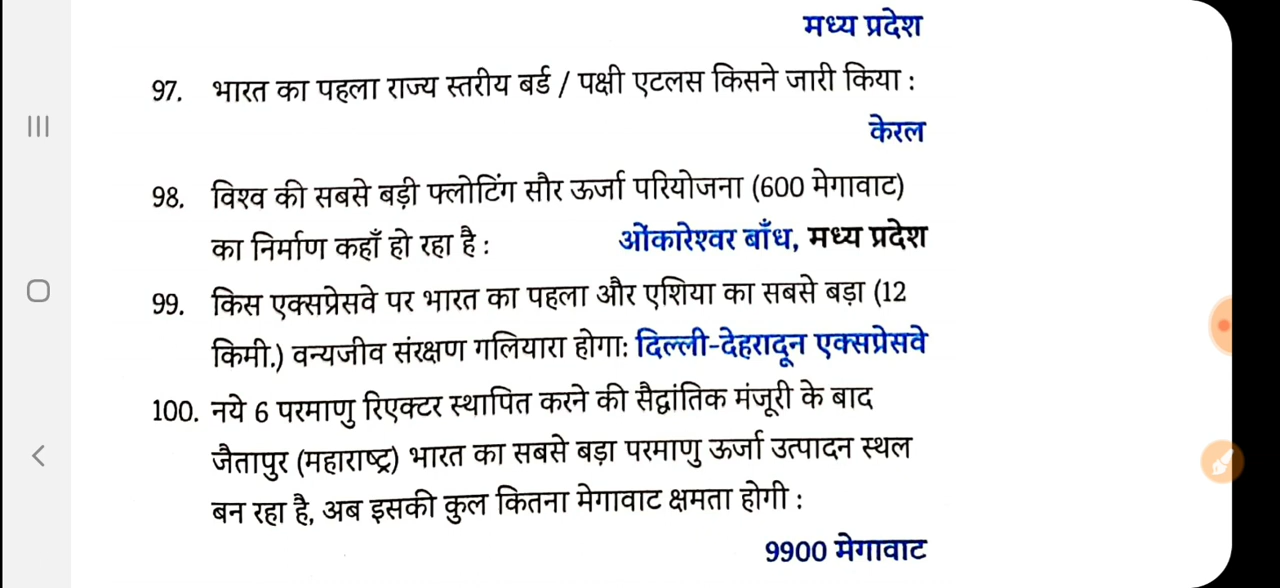 मध्य प्रदेश
97. भारत का पहला राज्य स्तरीय बर्ड / पक्षी एटलस किसने जारी किया :
केरल
98. विश्व की सबसे बड़ी फ्लोटिंग सौर ऊर्जा परियोजना (600 मेगावाट)
का निर्माण कहाँ हो रहा है : ओंकारेश्वर बाँध, मध्य प्रदेश
99. किस एक्सप्रेसवे पर भारत का पहला और एशिया का सबसे बड़ा (12
किमी.) वन्यजीव संरक्षण गलियारा होगा: दिल्ली-देहरादून एक्सप्रेसवे
100. नये 6 परमाणु रिएक्टर स्थापित करने की सैद्धांतिक मंजूरी के बाद
जैतापुर (महाराष्ट्र) भारत का सबसे बड़ा परमाणु ऊर्जा उत्पादन स्थल
बन रहा है, अब इसकी कुल कितना मेगावाट क्षमता होगी :
9900 मेगावाट